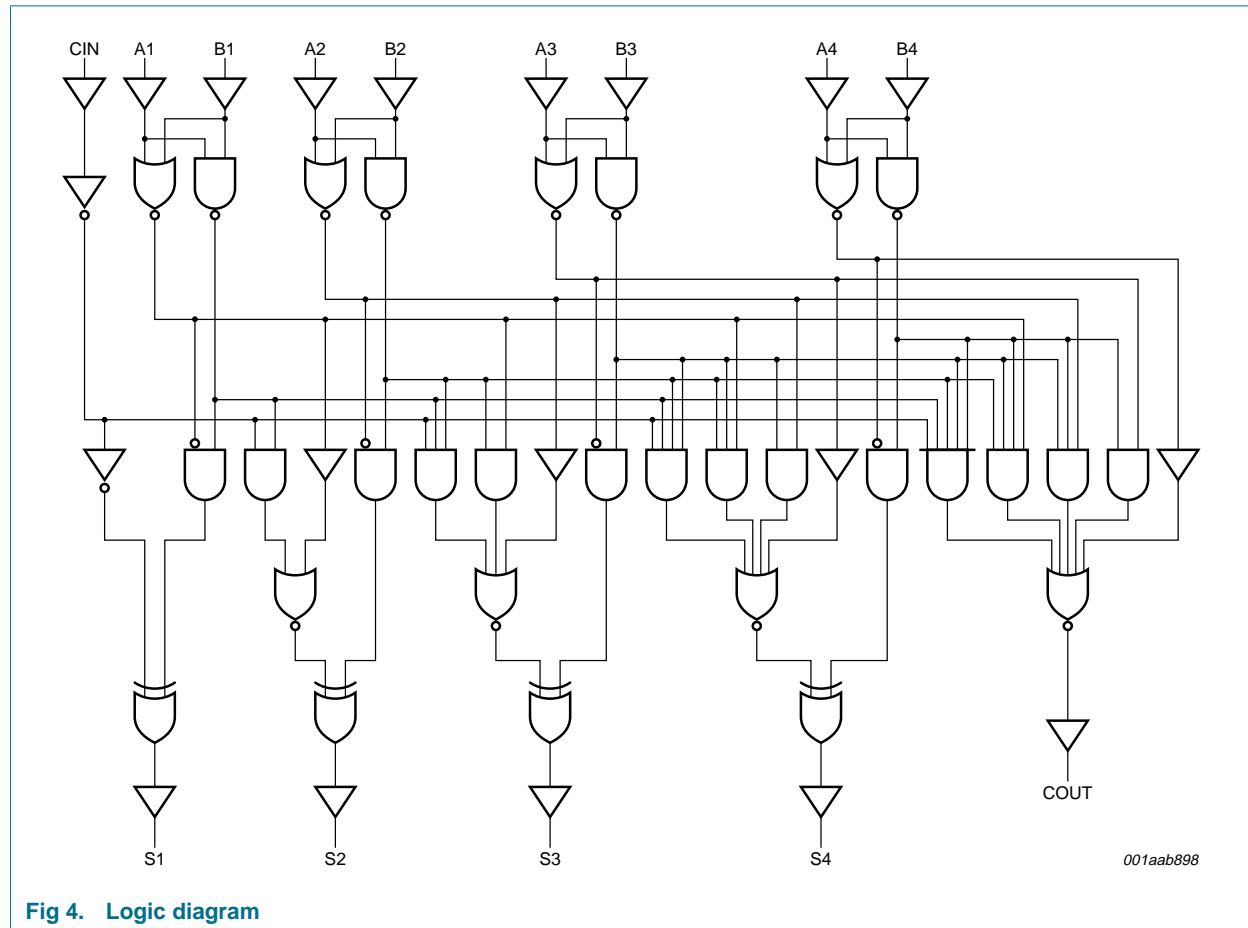 CIN A1 B1 A2 B2 A3 B3 A4 B4
COUT
S1 S2 S3 S4 001aab898
Fig 4. Logic diagram